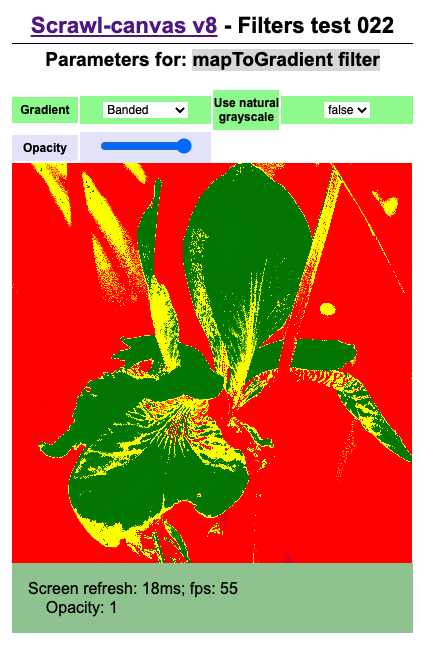 Scrawl-canvas v8 - Filters test 022
Parameters for: mapToGradient filter
Gradient
Banded
Use natural
grayscale
false
Opacity
Screen refresh: 18ms; fps: 55
Opacity: 1